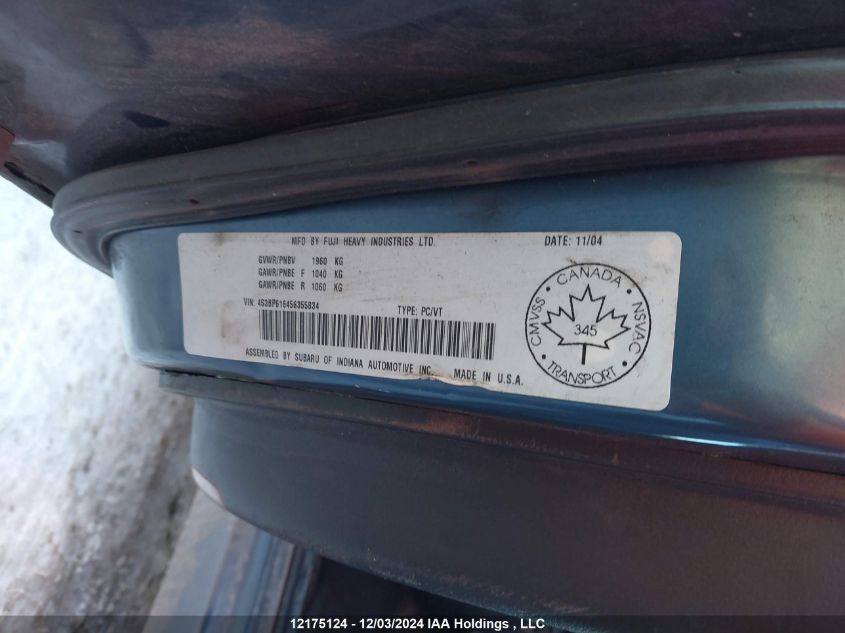 MFD BY FUJI HEAVY INDUSTRIES LTD. DATE: 11/04
GVWR/PNBV 1960 KG
GAWR/PNBE F 1040 KG
GAWR/PNBE R 1060 KG
VIN: 4S3BP616456355834 TYPE: PC/VT
ASSEMBLED BY SUBARU OF INDIANA AUTOMOTIVE INC. MADE IN U.S.A.
CANADA
CMVSS
NSVAC
345
TRANSPORT
12175124 - 12/03/2024 IAA Holdings , LLC